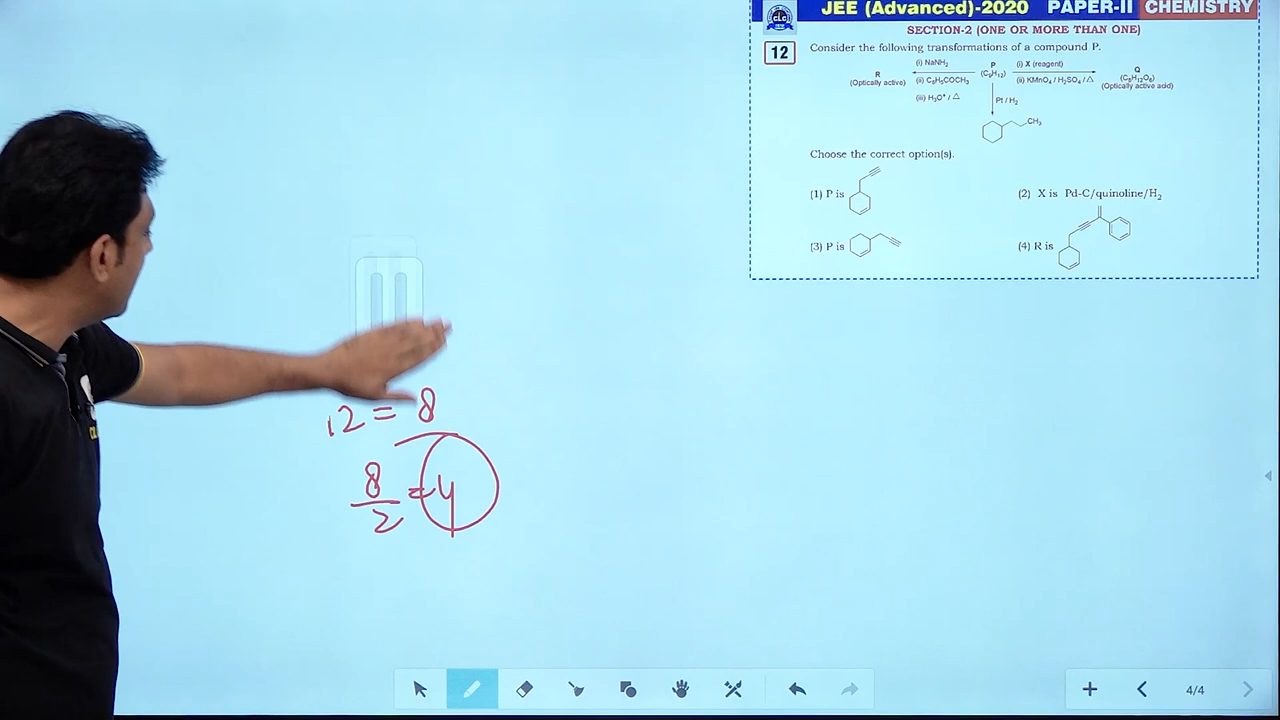 CLC
JEE (Advanced)-2020 PAPER-II CHEMISTRY
SECTION-2 (ONE OR MORE THAN ONE)
12 Consider the following transformations of a compound P.
R
(Optically active)
(i) NaNH₂
(ii) C₆H₅COCH₃
(iii) H₃O⁺ / △
P
(C₉H₁₂)
(i) X (reagent)
(ii) KMnO₄ / H₂SO₄ / △
Q
(C₈H₁₂O₆)
(Optically active acid)
Pt / H₂
CH₃
Choose the correct option(s).
(1) P is
(2) X is Pd-C/quinoline/H₂
(3) P is
(4) R is
12 = 8
8/2 = 4
4/4